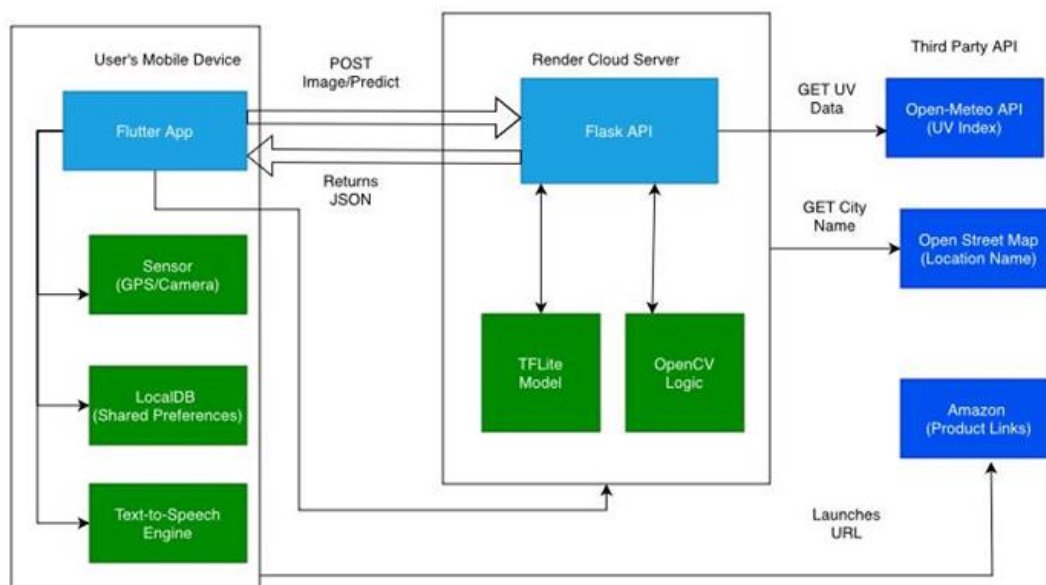 User's Mobile Device
Flutter App
Sensor
(GPS/Camera)
LocalDB
(Shared Preferences)
Text-to-Speech
Engine
POST
Image/Predict
Returns
JSON
Render Cloud Server
Flask API
TFLite
Model
OpenCV
Logic
Third Party API
GET UV
Data
Open-Meteo API
(UV Index)
GET City
Name
Open Street Map
(Location Name)
Amazon
(Product Links)
Launches
URL